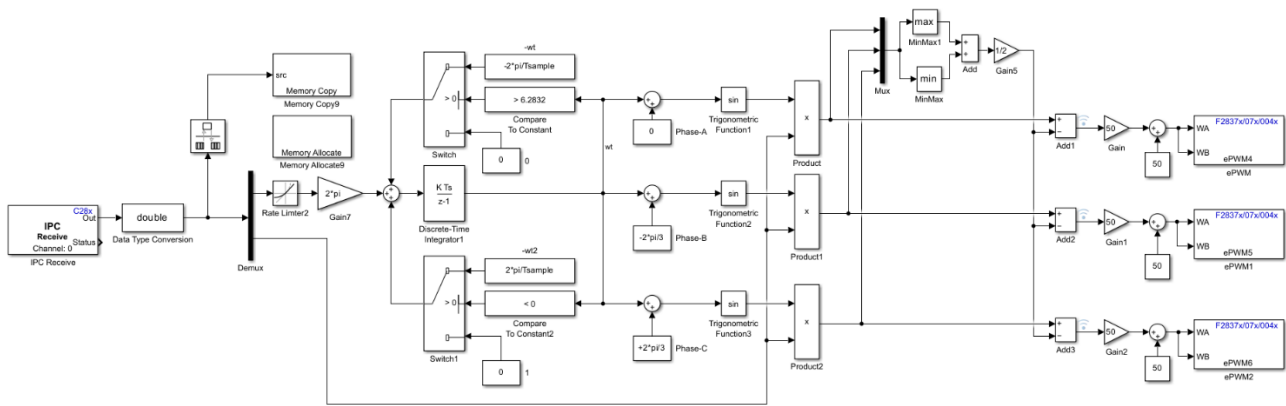 C28x
Out
IPC
Receive
Channel: 0
Status
IPC Receive
double
Data Type Conversion
src
Memory Copy
Memory Copy9
Memory Allocate
Memory Allocate9
Demux
Rate Limter2
2*pi
Gain7
-wt
-2*pi/Tsample
> 0
> 6.2832
Compare
To Constant
Switch
0
0
K Ts
z-1
Discrete-Time
Integrator1
-wt2
2*pi/Tsample
> 0
< 0
Compare
To Constant2
Switch1
0
1
wt
0
Phase-A
-2*pi/3
Phase-B
+2*pi/3
Phase-C
sin
Trigonometric
Function1
sin
Trigonometric
Function2
sin
Trigonometric
Function3
x
Product
x
Product1
x
Product2
Mux
max
MinMax1
min
MinMax
+
+
Add
1/2
Gain5
+
−
Add1
50
Gain
50
+
−
Add2
50
Gain1
50
+
−
Add3
50
Gain2
50
F2837x/07x/004x
WA
WB
ePWM4
ePWM
F2837x/07x/004x
WA
WB
ePWM5
ePWM1
F2837x/07x/004x
WA
WB
ePWM6
ePWM2